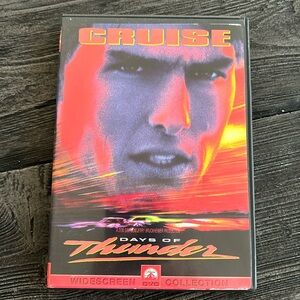 CRUISE
DAYS OF
Thunder
WIDESCREEN DVD COLLECTION